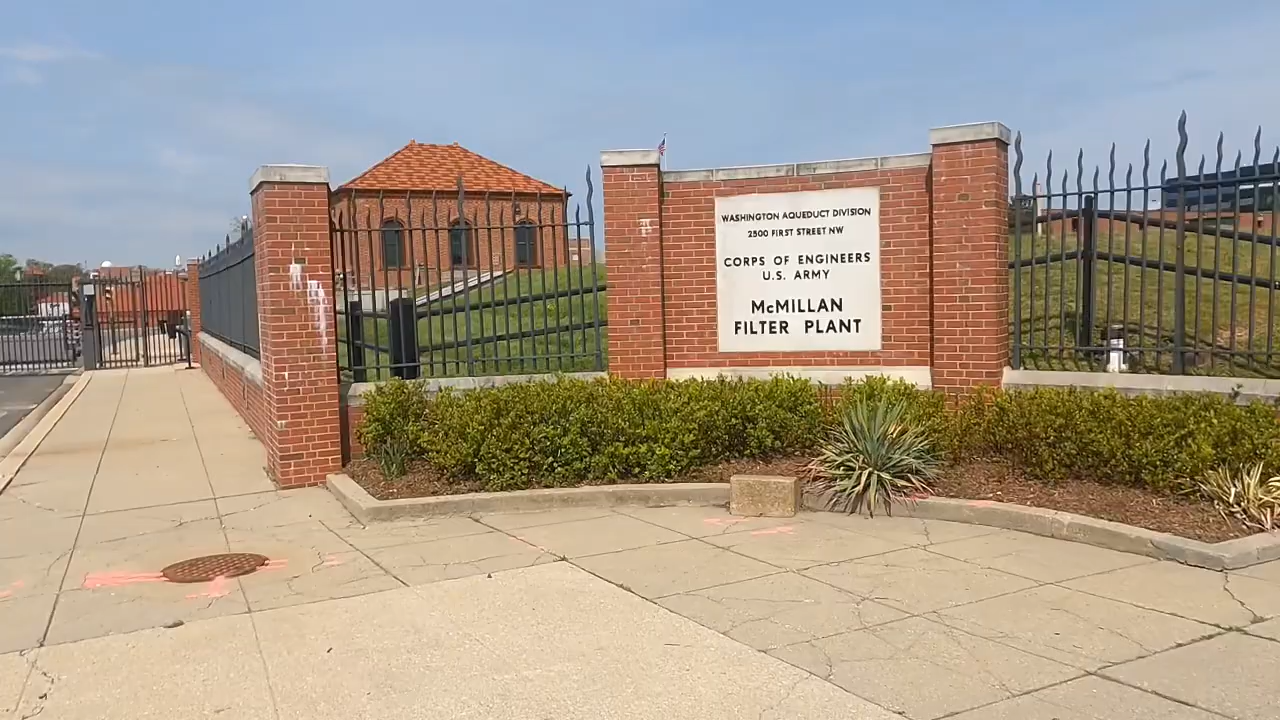 WASHINGTON AQUEDUCT DIVISION
2500 FIRST STREET NW
CORPS OF ENGINEERS
U.S. ARMY
McMILLAN
FILTER PLANT